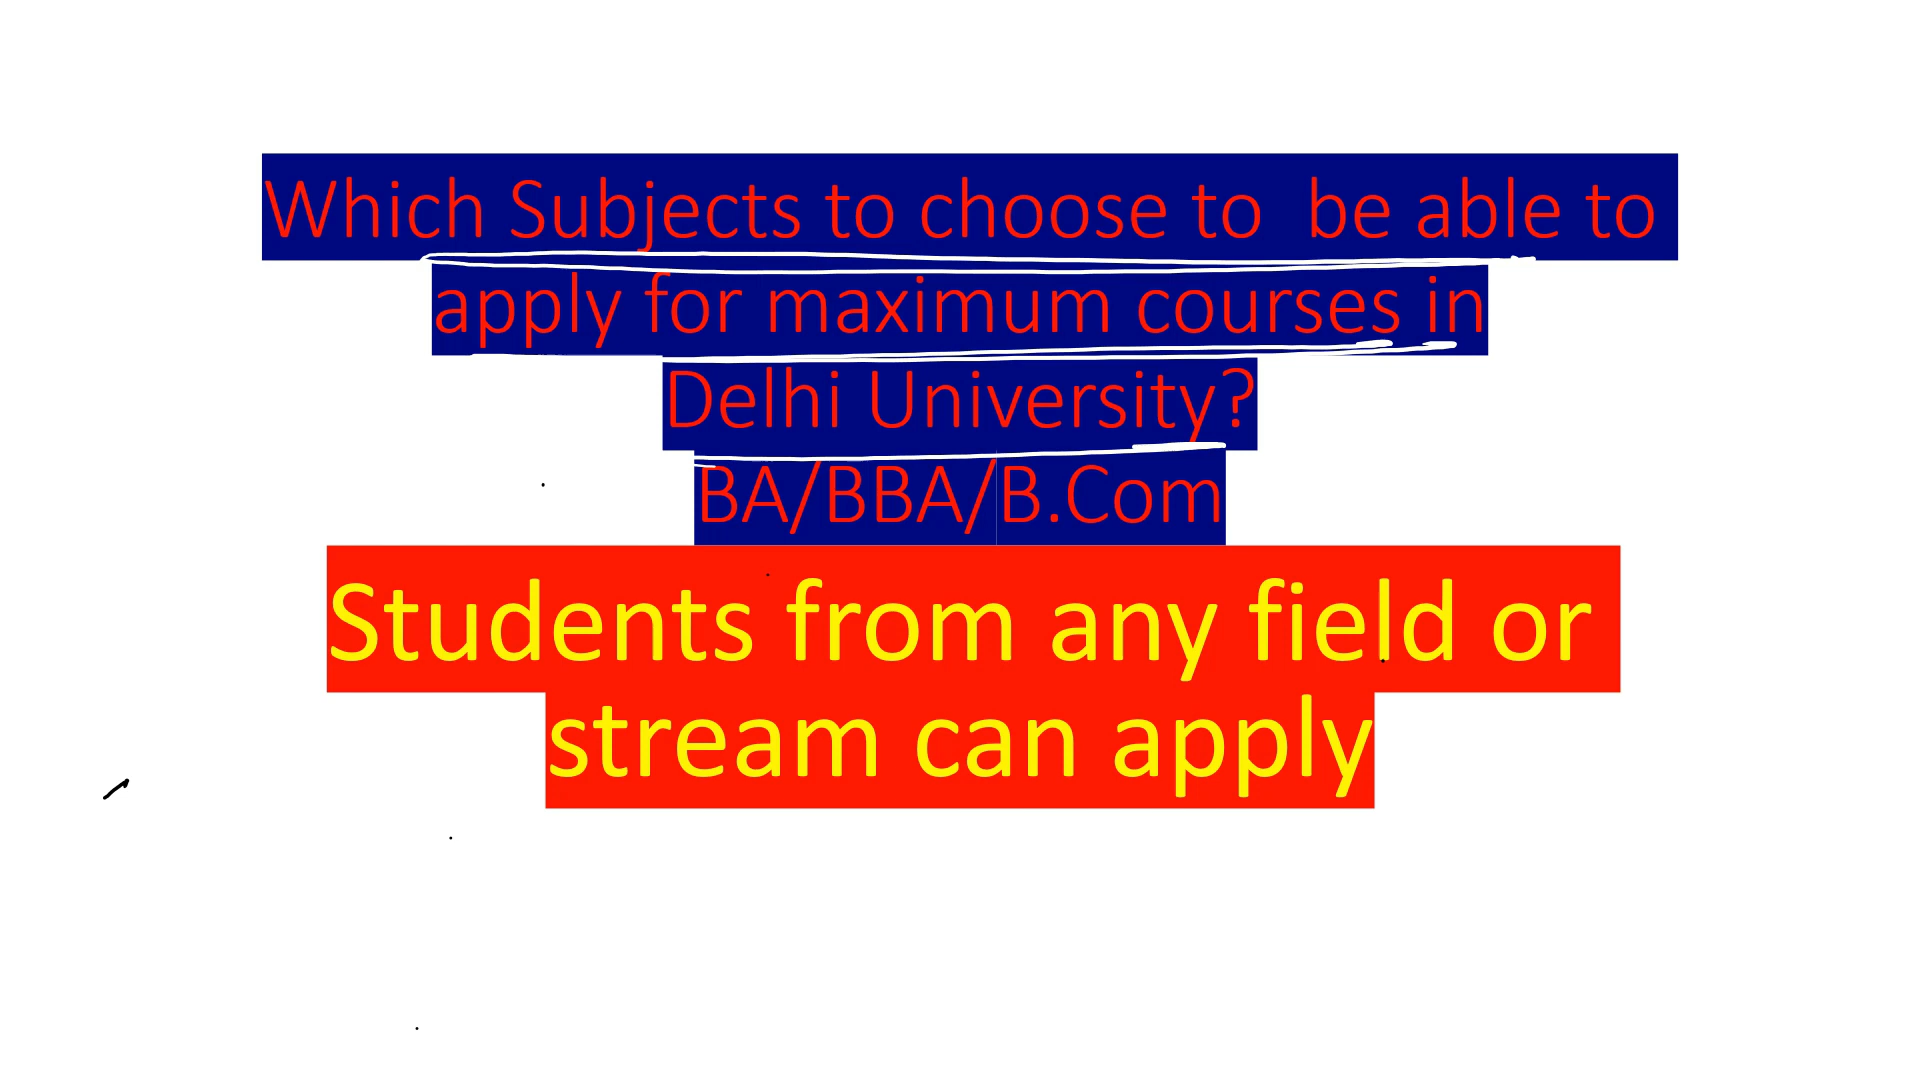 Which Subjects to choose to  be able to
apply for maximum courses in
Delhi University?
BA/BBA/B.Com
Students from any field or
stream can apply